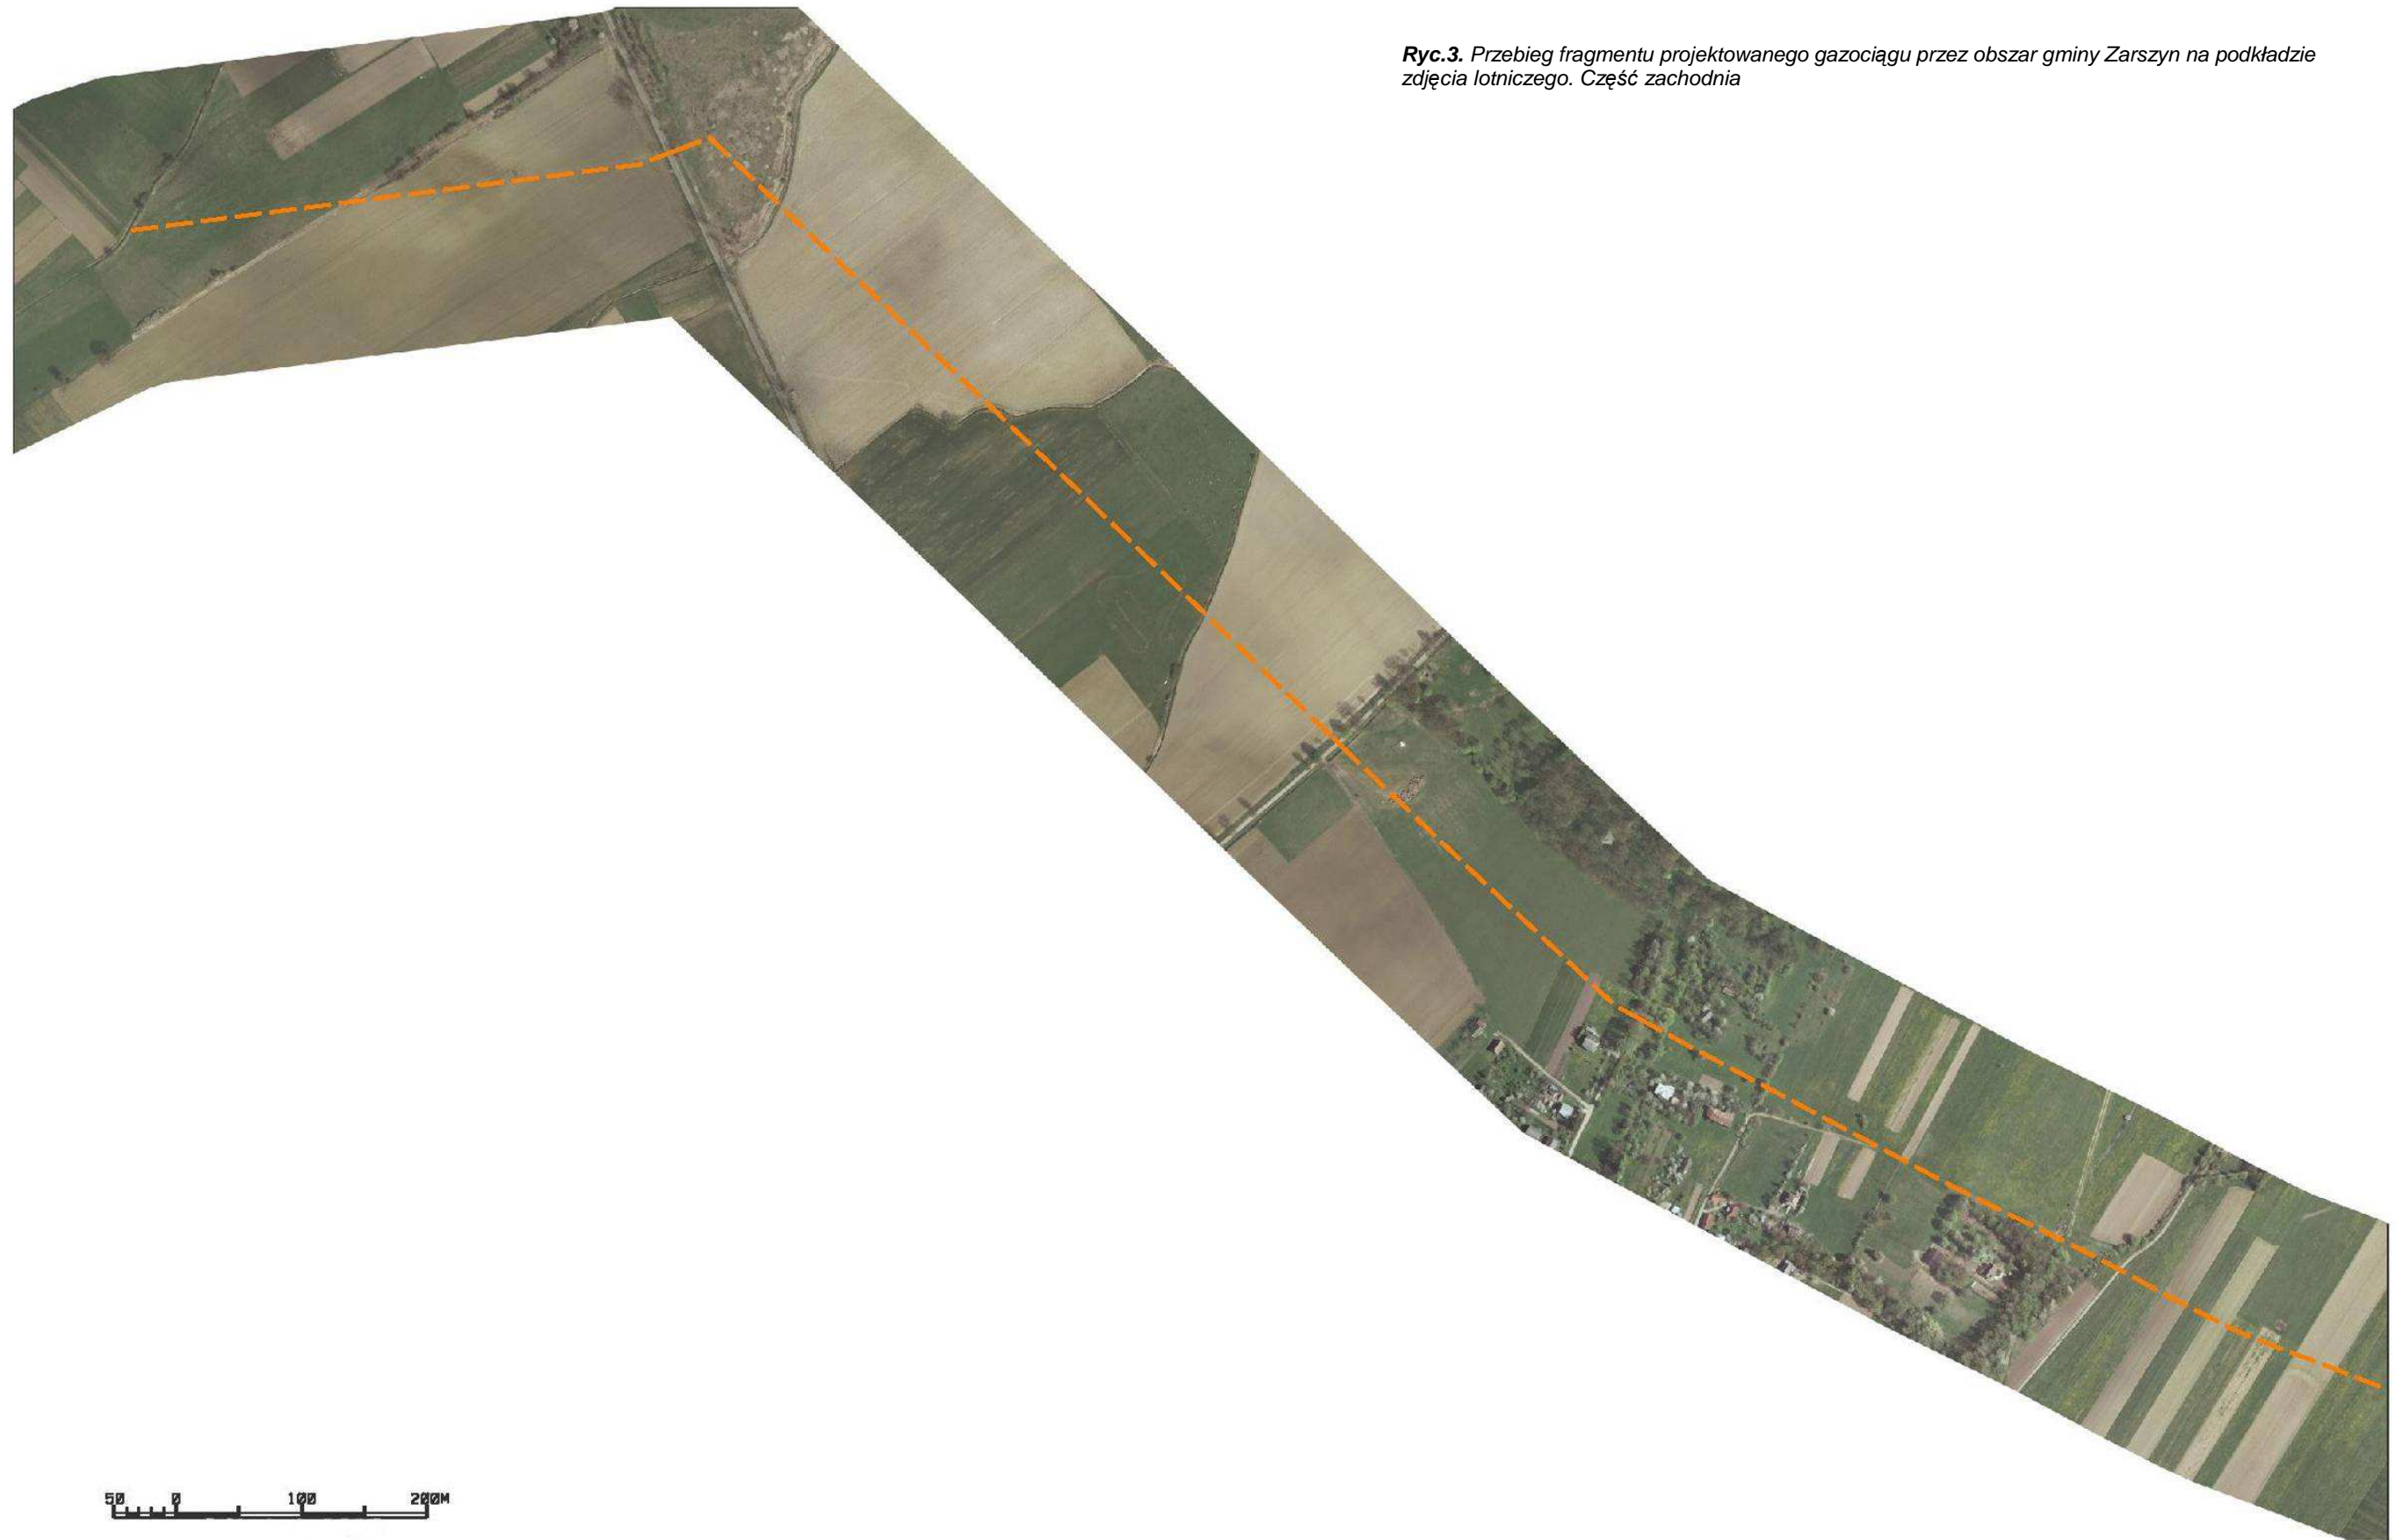 Ryc.3. Przebieg fragmentu projektowanego gazociągu przez obszar gminy Zarszyn na podkładzie
zdjęcia lotniczego. Część zachodnia
50 0 100 200M